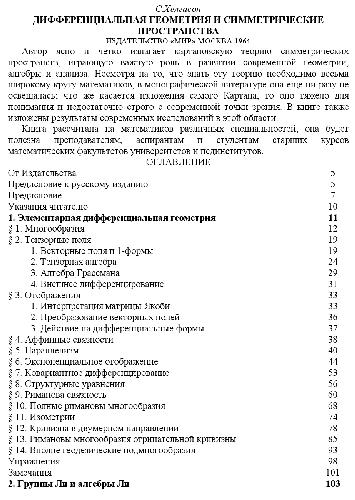 С.Хелгасон
ДИФФЕРЕНЦИАЛЬНАЯ ГЕОМЕТРИЯ И СИММЕТРИЧЕСКИЕ
ПРОСТРАНСТВА
ИЗДАТЕЛЬСТВО «МИР» МОСКВА 1964
Автор ясно и четко излагает картановскую теорию симметрических
пространств, играющую важную роль в развитии современной геометрии,
алгебры и анализа. Несмотря на то, что знать эту теорию необходимо весьма
широкому кругу математиков, в монографической литературе она еще ни разу не
освещалась; что же касается изложения самого Картана, то оно тяжело для
понимания и недостаточно строго с современной точки зрения. В книге также
изложены результаты современных исследований в этой области.
Книга рассчитана на математиков различных специальностей, она будет
полезна преподавателям, аспирантам и студентам старших курсов
математических факультетов университетов и пединститутов.
ОГЛАВЛЕНИЕ
От Издательства 5
Предисловие к русскому изданию 5
Предисловие 7
Указания читателю 10
1. Элементарная дифференциальная геометрия 11
§ 1. Многообразия 12
§ 2. Тензорные поля 19
1. Векторные поля и 1-формы 19
2. Тензорная алгебра 24
3. Алгебра Грассмана 29
4. Внешнее дифференцирование 31
§ 3. Отображения 33
1. Интерпретация матрицы Якоби 33
2. Преобразование векторных полей 36
3. Действие на дифференциальные формы 37
§ 4. Аффинные связности 38
§ 5. Параллелизм 40
§ 6. Экспоненциальное отображение 44
§ 7. Ковариантное дифференцирование 53
§ 8. Структурные уравнения 56
§ 9. Риманова связность 60
§ 10. Полные римановы многообразия 68
§ 11. Изометрии 74
§ 12. Кривизна в двумерном направлении 78
§ 13. Римановы многообразия отрицательной кривизны 85
§ 14. Вполне геодезические подмногообразия 93
Упражнения 98
Замечания 101
2. Группы Ли и алгебры Ли 103